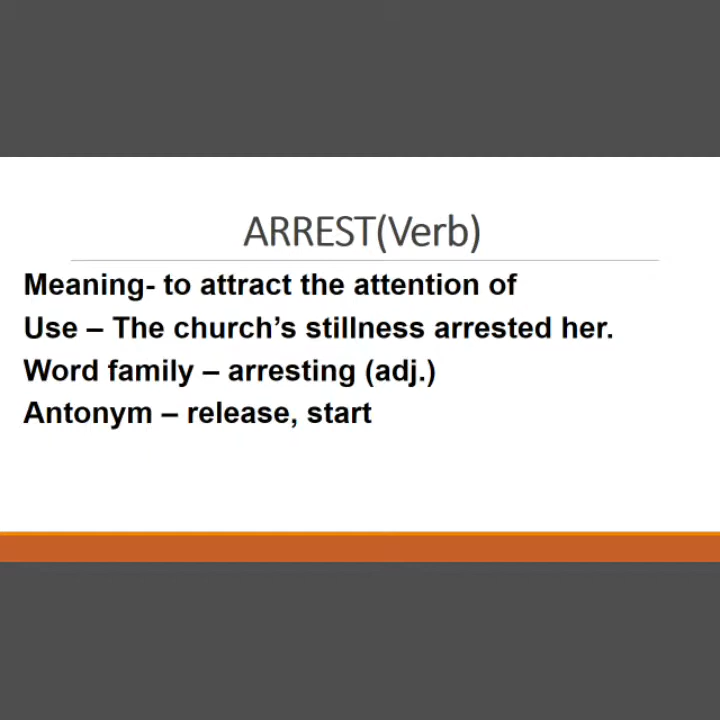 ARREST(Verb)
Meaning- to attract the attention of
Use – The church’s stillness arrested her.
Word family – arresting (adj.)
Antonym – release, start